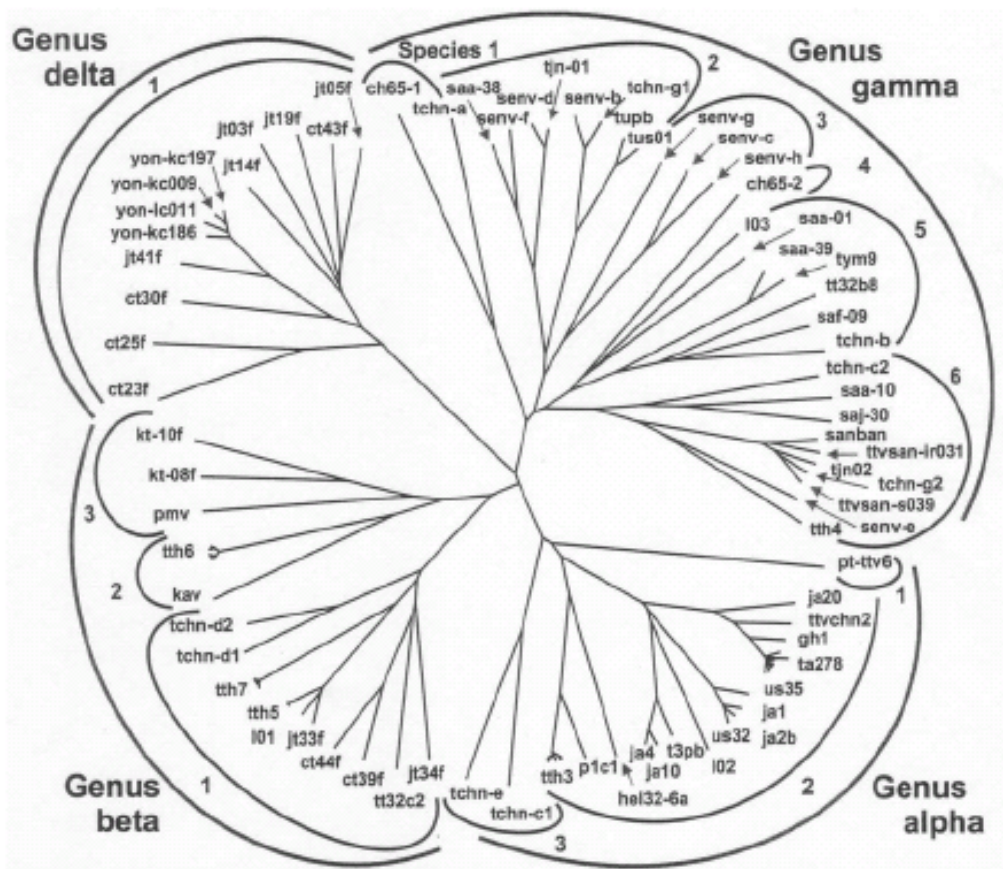 Genus
delta
1
Species 1
2
Genus
gamma
jt05f
ch65-1
saa-38
tchn-a
senv-f
senv-d
tjn-01
senv-b
tchn-g1
tupb
tus01
senv-g
senv-c
senv-h
3
ch65-2
4
l03
saa-01
saa-39
tym9
tt32b8
saf-09
tchn-b
5
tchn-c2
saa-10
saj-30
sanban
ttvsan-ir031
tjn02
tchn-g2
ttvsan-s039
senv-e
tth4
6
jt03f
jt19f
ct43f
jt14f
yon-kc197
yon-kc009
yon-lc011
yon-kc186
jt41f
ct30f
ct25f
ct23f
kt-10f
kt-08f
pmv
3
tth6
kav
2
tchn-d2
tchn-d1
tth7
tth5
l01
jt33f
ct44f
ct39f
tt32c2
jt34f
1
Genus
beta
tchn-e
tchn-c1
3
tth3
p1c1
hel32-6a
ja4
ja10
t3pb
l02
us32
ja2b
ja1
us35
ta278
gh1
ttvchn2
ja20
2
pt-ttv6
1
Genus
alpha